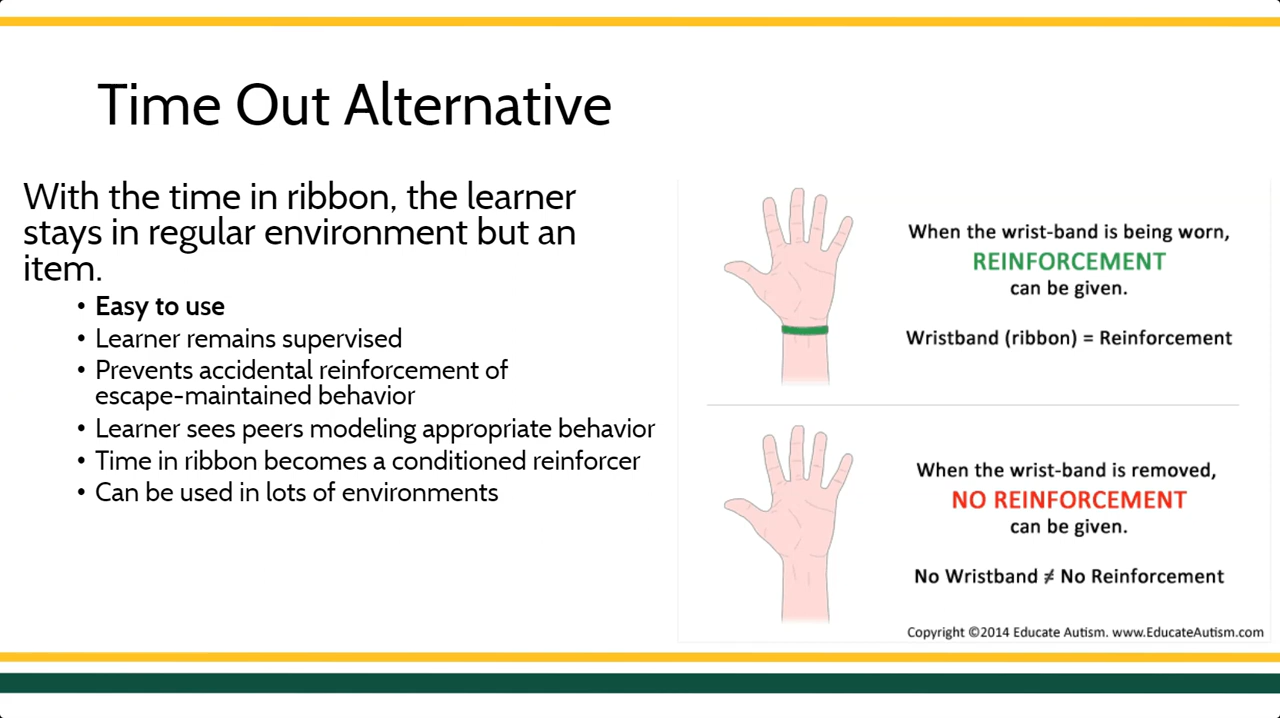 Time Out Alternative
With the time in ribbon, the learner
stays in regular environment but an
item.
• Easy to use
• Learner remains supervised
• Prevents accidental reinforcement of
escape-maintained behavior
• Learner sees peers modeling appropriate behavior
• Time in ribbon becomes a conditioned reinforcer
• Can be used in lots of environments
When the wrist-band is being worn,
REINFORCEMENT
can be given.
Wristband (ribbon) = Reinforcement
When the wrist-band is removed,
NO REINFORCEMENT
can be given.
No Wristband ≠ No Reinforcement
Copyright ©2014 Educate Autism. www.EducateAutism.com